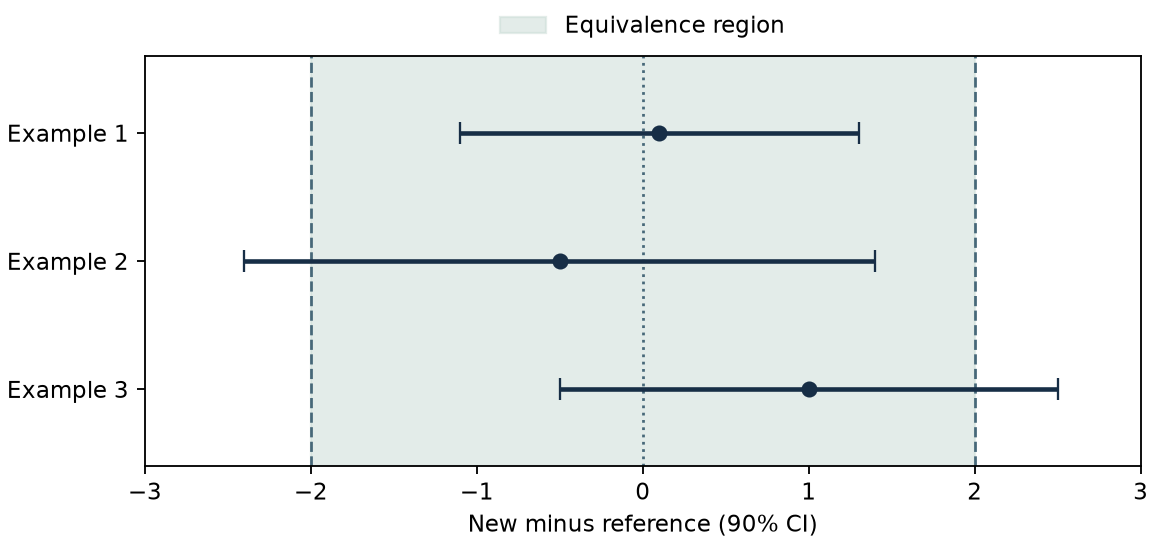 Equivalence region
Example 1
Example 2
Example 3
−3 −2 −1 0 1 2 3
New minus reference (90% CI)